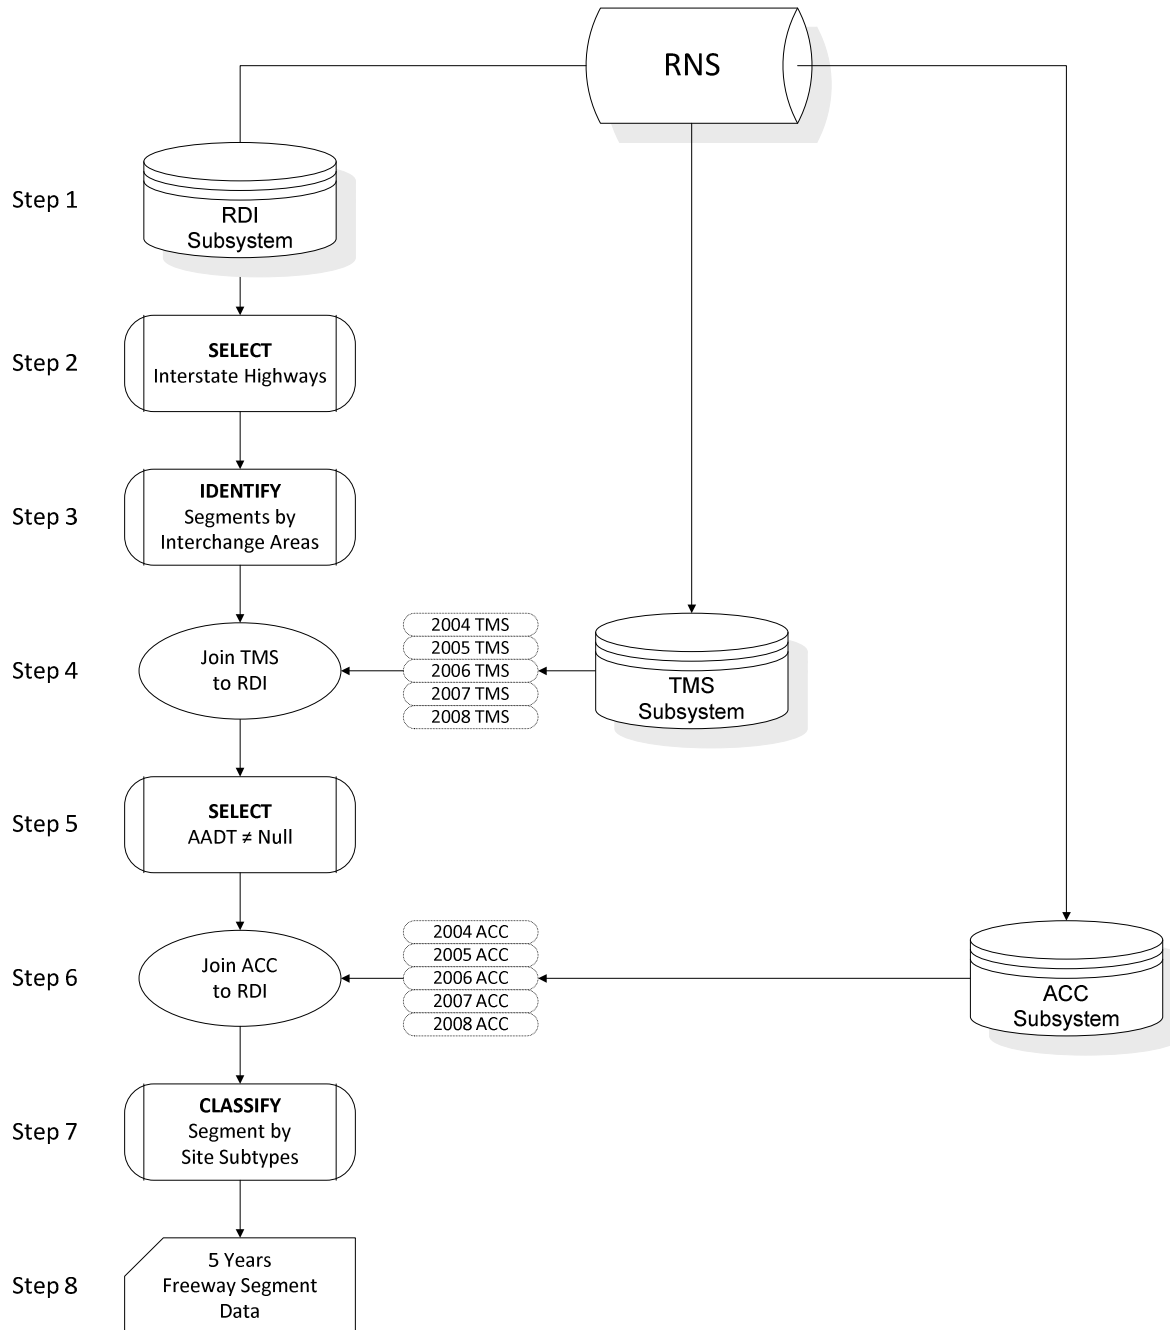 RNS
Step 1
RDI
Subsystem
Step 2
SELECT
Interstate Highways
Step 3
IDENTIFY
Segments by
Interchange Areas
Step 4
Join TMS
to RDI
2004 TMS
2005 TMS
2006 TMS
2007 TMS
2008 TMS
TMS
Subsystem
Step 5
SELECT
AADT ≠ Null
Step 6
Join ACC
to RDI
2004 ACC
2005 ACC
2006 ACC
2007 ACC
2008 ACC
ACC
Subsystem
Step 7
CLASSIFY
Segment by
Site Subtypes
Step 8
5 Years
Freeway Segment
Data